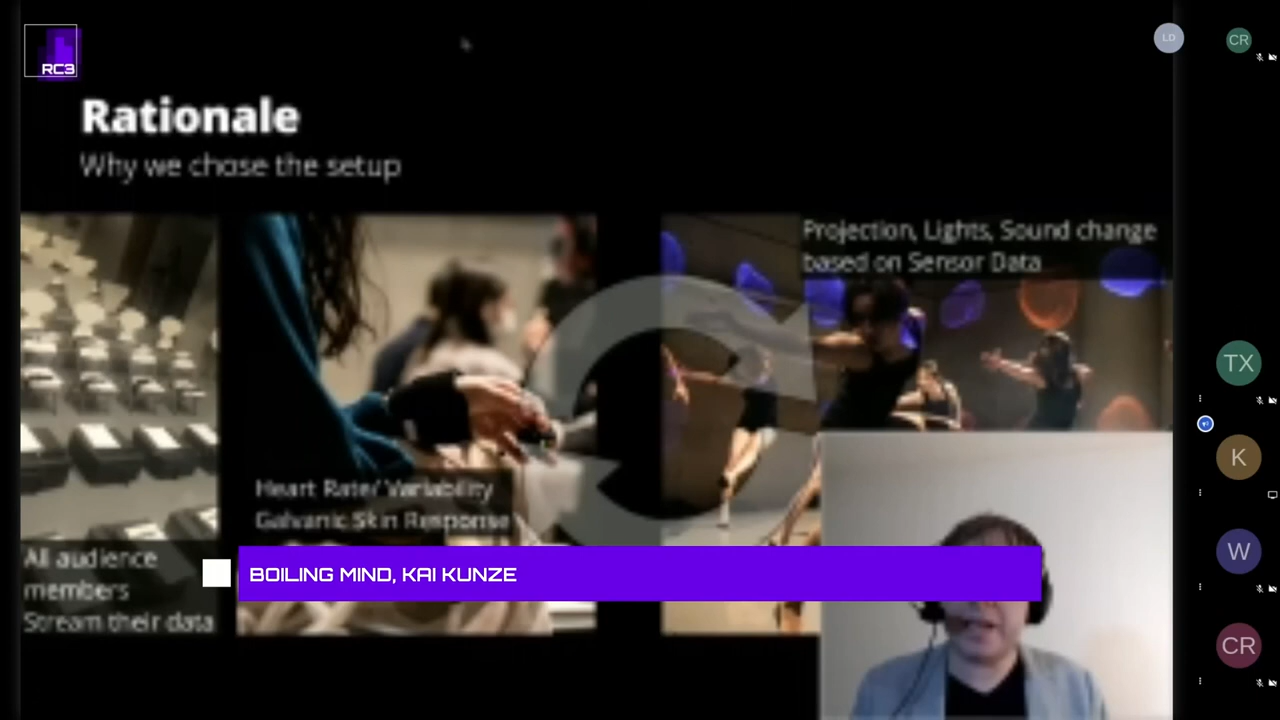 RC3
LD
CR
Rationale
Why we chose the setup
Projection, Lights, Sound change
based on Sensor Data
Heart Rate/ Variability
Galvanic Skin Response
All audience
members
Stream their data
BOILING MIND, KAI KUNZE
TX
K
W
CR